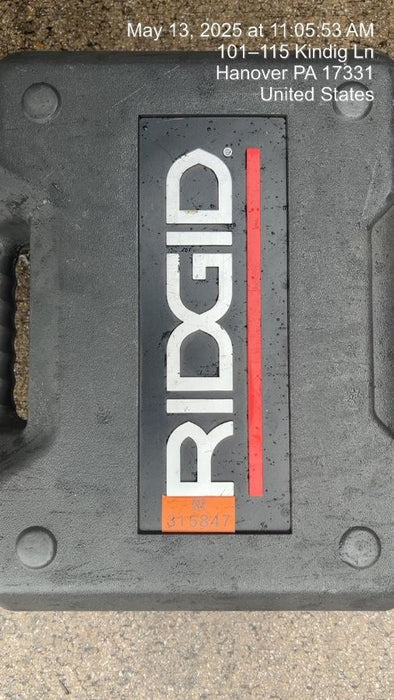 May 13, 2025 at 11:05:53 AM
101–115 Kindig Ln
Hanover PA 17331
United States
RIDGID®
315847